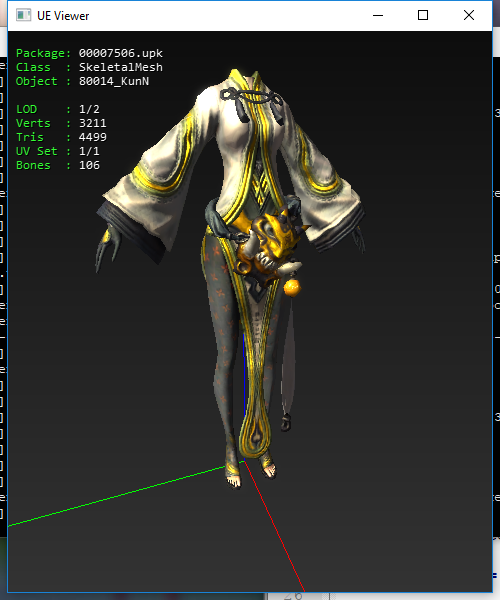 UE Viewer
Package: 00007506.upk
Class : SkeletalMesh
Object : 80014_KunN
LOD : 1/2
Verts : 3211
Tris : 4499
UV Set : 1/1
Bones : 106